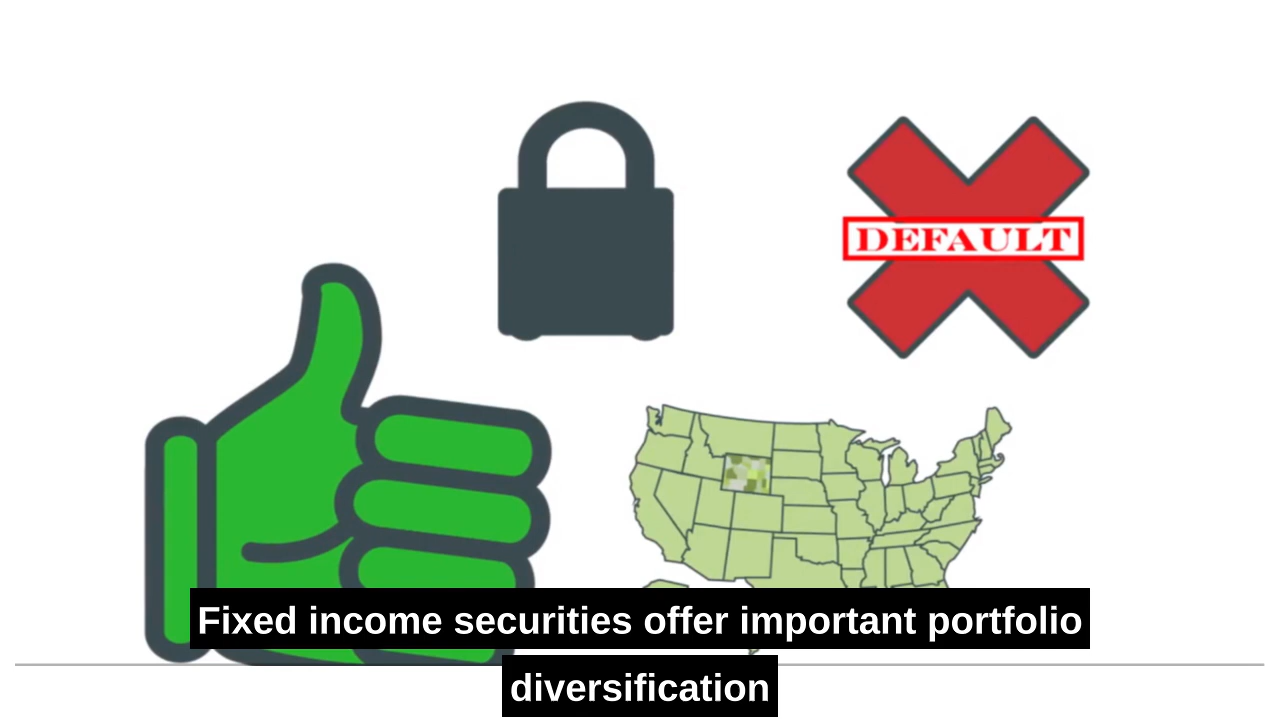 DEFAULT
Fixed income securities offer important portfolio
diversification